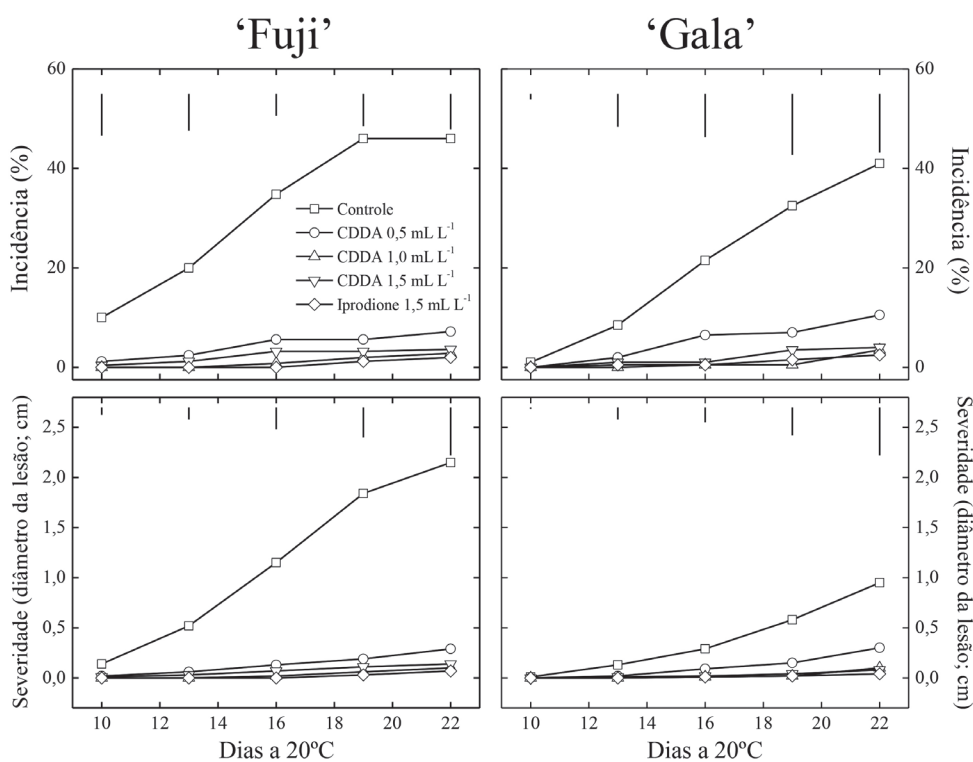 ‘Fuji’
‘Gala’
60
40
20
0
Incidência (%)
Controle
CDDA 0,5 mL L-1
CDDA 1,0 mL L-1
CDDA 1,5 mL L-1
Iprodione 1,5 mL L-1
60
40
20
0
Incidência (%)
2,5
2,0
1,5
1,0
0,5
0,0
Severidade (diâmetro da lesão; cm)
2,5
2,0
1,5
1,0
0,5
0,0
Severidade (diâmetro da lesão; cm)
10 12 14 16 18 20 22
10 12 14 16 18 20 22
Dias a 20ºC
Dias a 20ºC